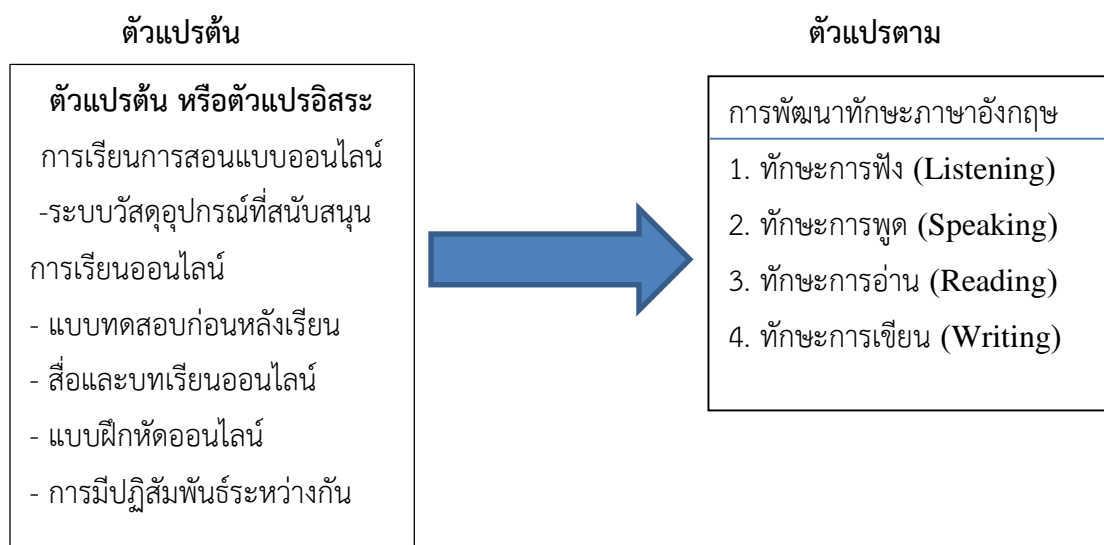 ตัวแปรต้น
ตัวแปรต้น หรือตัวแปรอิสระ
การเรียนการสอนแบบออนไลน์
-ระบบวัสดุอุปกรณ์ที่สนับสนุน
การเรียนออนไลน์
- แบบทดสอบก่อนหลังเรียน
- สื่อและบทเรียนออนไลน์
- แบบฝึกหัดออนไลน์
- การมีปฏิสัมพันธ์ระหว่างกัน
ตัวแปรตาม
การพัฒนาทักษะภาษาอังกฤษ
1. ทักษะการฟัง (Listening)
2. ทักษะการพูด (Speaking)
3. ทักษะการอ่าน (Reading)
4. ทักษะการเขียน (Writing)